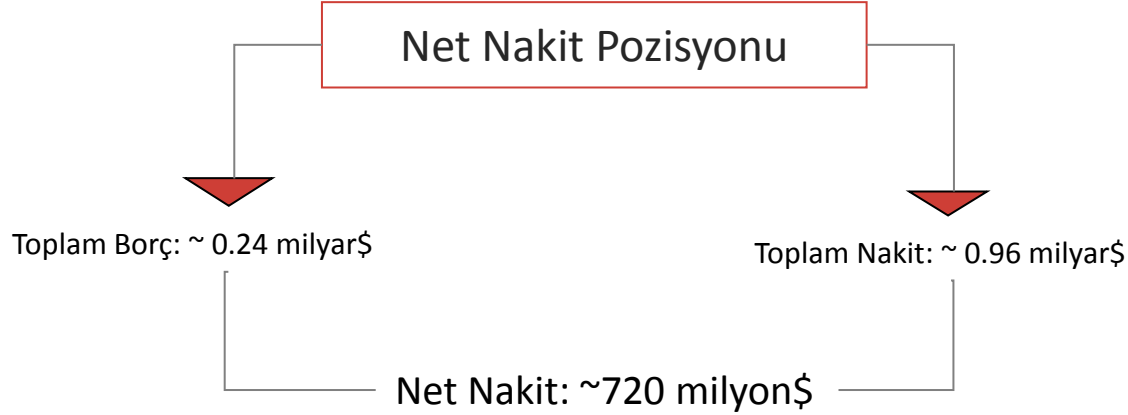 Net Nakit Pozisyonu
Toplam Borç: ~ 0.24 milyar$
Toplam Nakit: ~ 0.96 milyar$
Net Nakit: ~720 milyon$